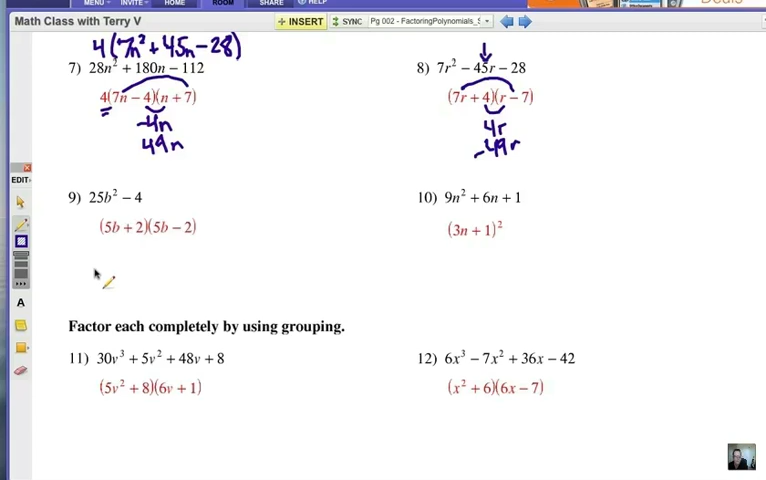 MENU INVITE HOME ROOM SHARE HELP
Math Class with Terry V INSERT SYNC Pg 002 - FactoringPolynomials_S
4(7n² + 45n - 28)
7) 28n² + 180n − 112
4(7n − 4)(n + 7)
-4n
49n
8) 7r² − 45r − 28
(7r + 4)(r − 7)
4r
-49r
EDIT
9) 25b² − 4
(5b + 2)(5b − 2)
10) 9n² + 6n + 1
(3n + 1)²
A
Factor each completely by using grouping.
11) 30v³ + 5v² + 48v + 8
(5v² + 8)(6v + 1)
12) 6x³ − 7x² + 36x − 42
(x² + 6)(6x − 7)